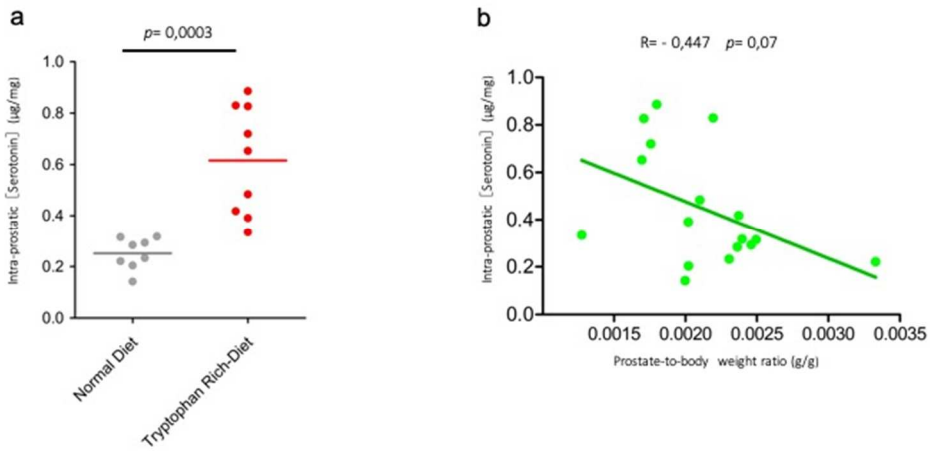 a
p= 0,0003
Intra-prostatic [Serotonin] (µg/mg)
1.0
0.8
0.6
0.4
0.2
0.0
Normal Diet
Tryptophan Rich-Diet
b
R= - 0,447 p= 0,07
Intra-prostatic [Serotonin] (µg/mg)
1.0
0.8
0.6
0.4
0.2
0.0
0.0015 0.0020 0.0025 0.0030 0.0035
Prostate-to-body weight ratio (g/g)